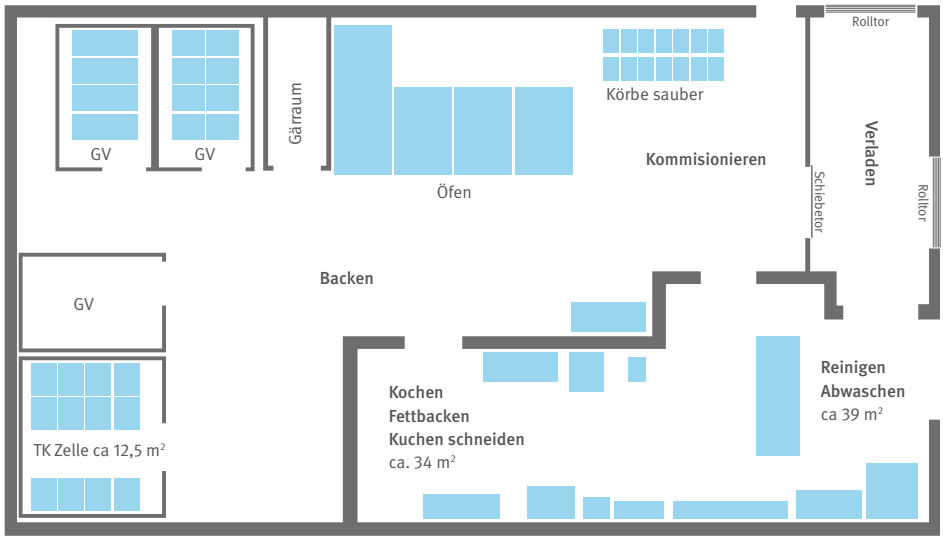 Rolltor
Körbe sauber
Gärraum
GV
GV
Öfen
Kommisionieren
Verladen
Schiebetor
Rolltor
Backen
GV
TK Zelle ca 12,5 m²
Kochen
Fettbacken
Kuchen schneiden
ca. 34 m²
Reinigen
Abwaschen
ca 39 m²